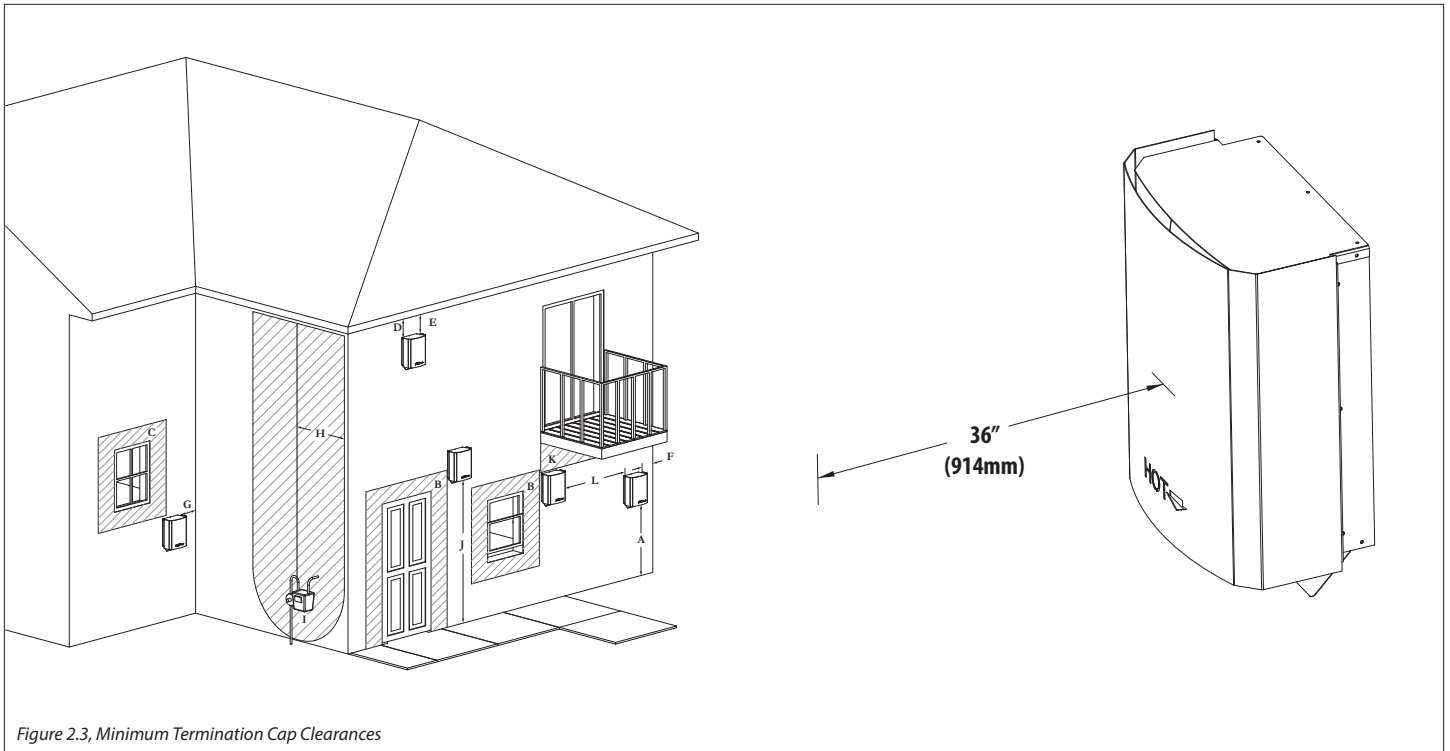 D
E
C
H
G
B
K
F
B
L
J
A
I
36”
(914mm)
HOT
Figure 2.3, Minimum Termination Cap Clearances